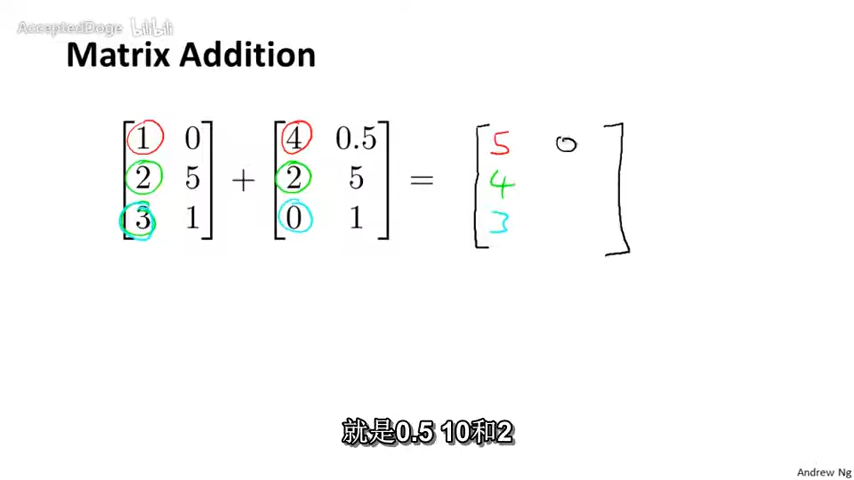 AcceptedDoge bilibili
Matrix Addition
1 0 4 0.5 5 0
2 5 + 2 5 = 4
3 1 0 1 3
就是0.5 10和2
Andrew Ng